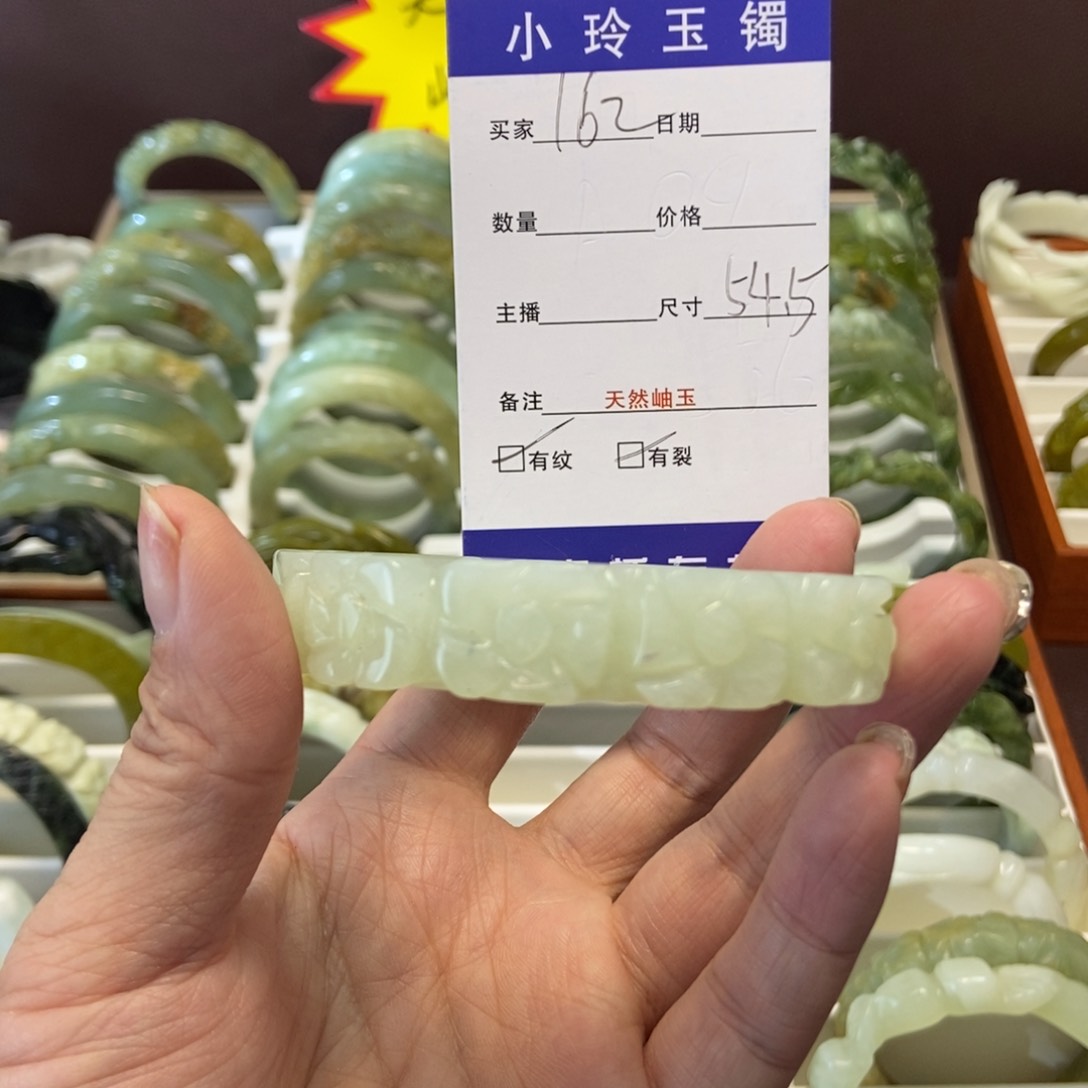 小玲玉镯
买家 162 日期
数量 价格
主播 尺寸 54.5
备注 天然岫玉
有纹 有裂